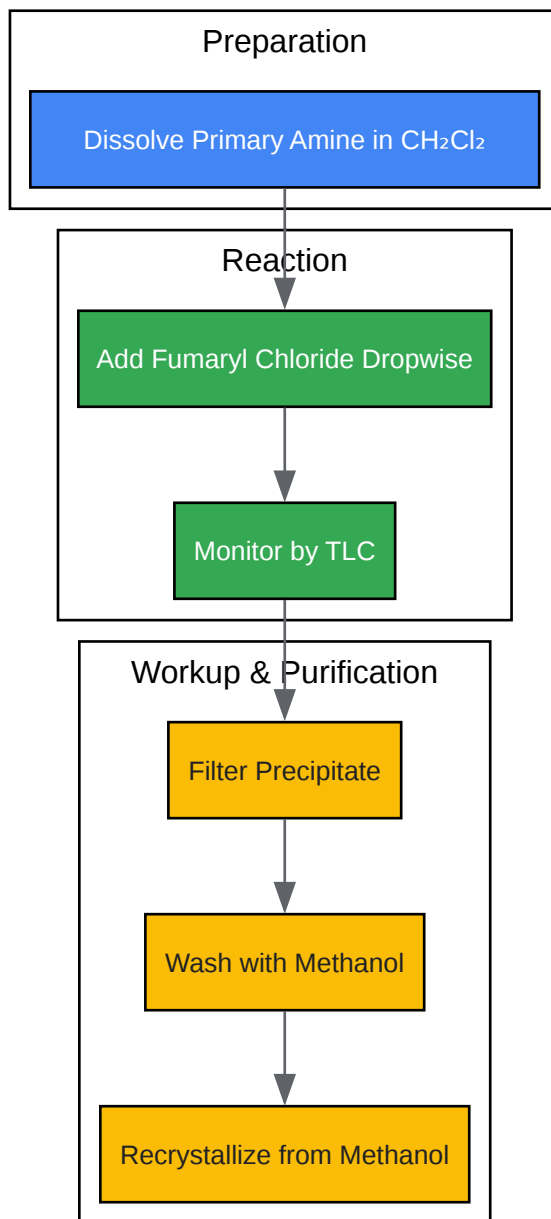 Preparation
Dissolve Primary Amine in CH₂Cl₂
Reaction
Add Fumaryl Chloride Dropwise
Monitor by TLC
Workup & Purification
Filter Precipitate
Wash with Methanol
Recrystallize from Methanol